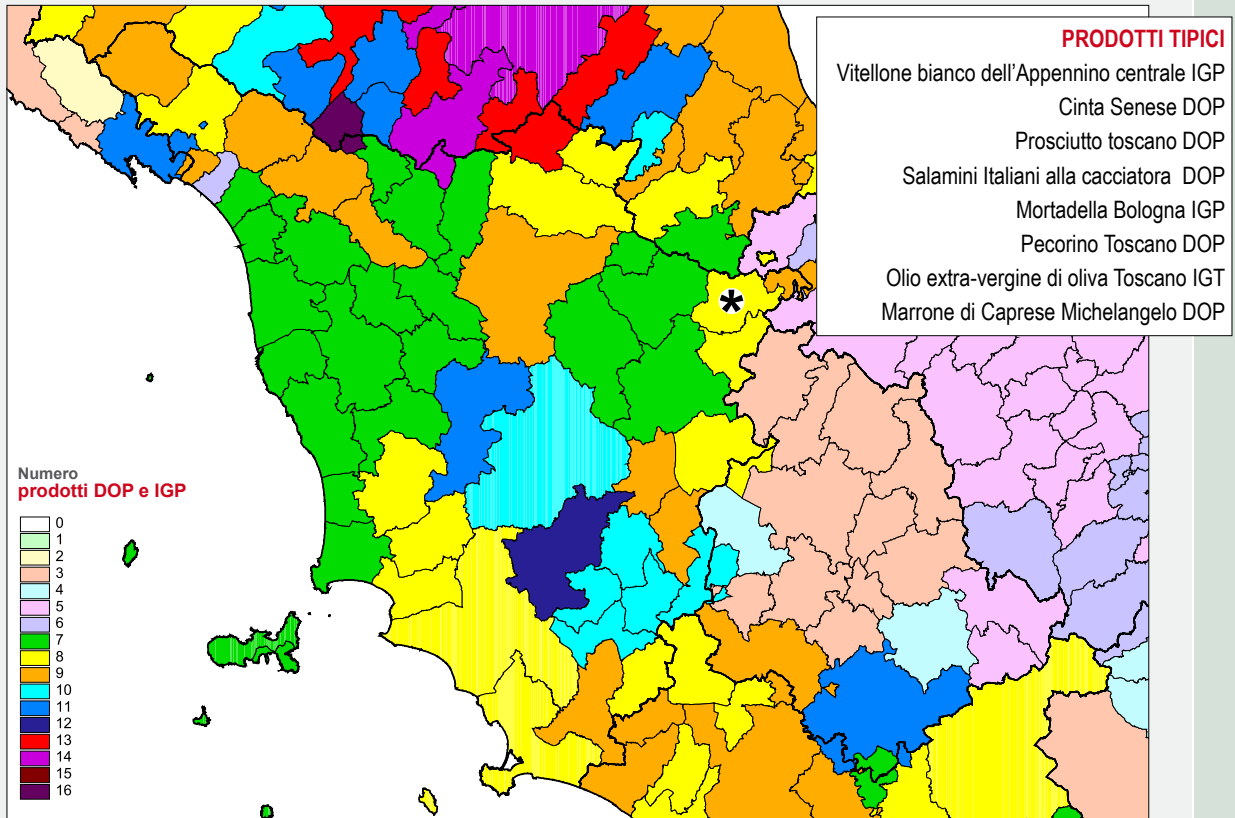 PRODOTTI TIPICI
Vitellone bianco dell'Appennino centrale IGP
Cinta Senese DOP
Prosciutto toscano DOP
Salamini Italiani alla cacciatora DOP
Mortadella Bologna IGP
Pecorino Toscano DOP
Olio extra-vergine di oliva Toscano IGT
Marrone di Caprese Michelangelo DOP
*
Numero
prodotti DOP e IGP
0
1
2
3
4
5
6
7
8
9
10
11
12
13
14
15
16